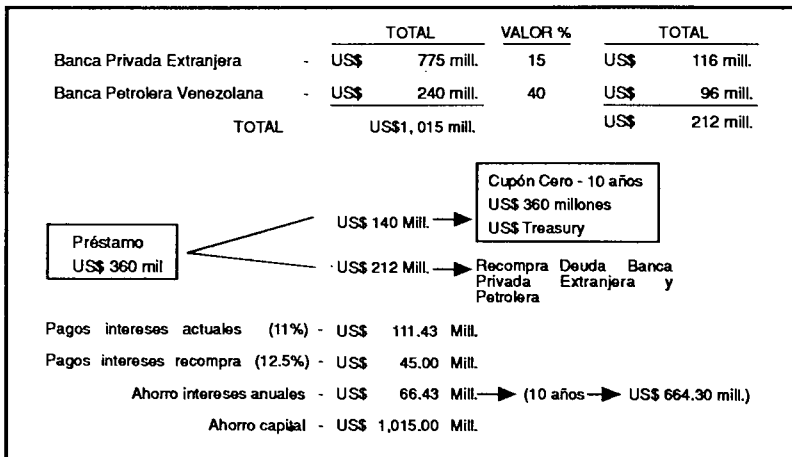 TOTAL VALOR % TOTAL
Banca Privada Extranjera - US$ 775 mill. 15 US$ 116 mill.
Banca Petrolera Venezolana - US$ 240 mill. 40 US$ 96 mill.
TOTAL US$1, 015 mill. US$ 212 mill.
Cupón Cero - 10 años
US$ 360 millones
US$ Treasury
US$ 140 Mill.
Préstamo
US$ 360 mil
US$ 212 Mill.
Recompra Deuda Banca
Privada Extranjera y
Petrolera
Pagos intereses actuales (11%) - US$ 111.43 Mill.
Pagos intereses recompra (12.5%) - US$ 45.00 Mill.
Ahorro intereses anuales - US$ 66.43 Mill. (10 años US$ 664.30 mill.)
Ahorro capital - US$ 1,015.00 Mill.